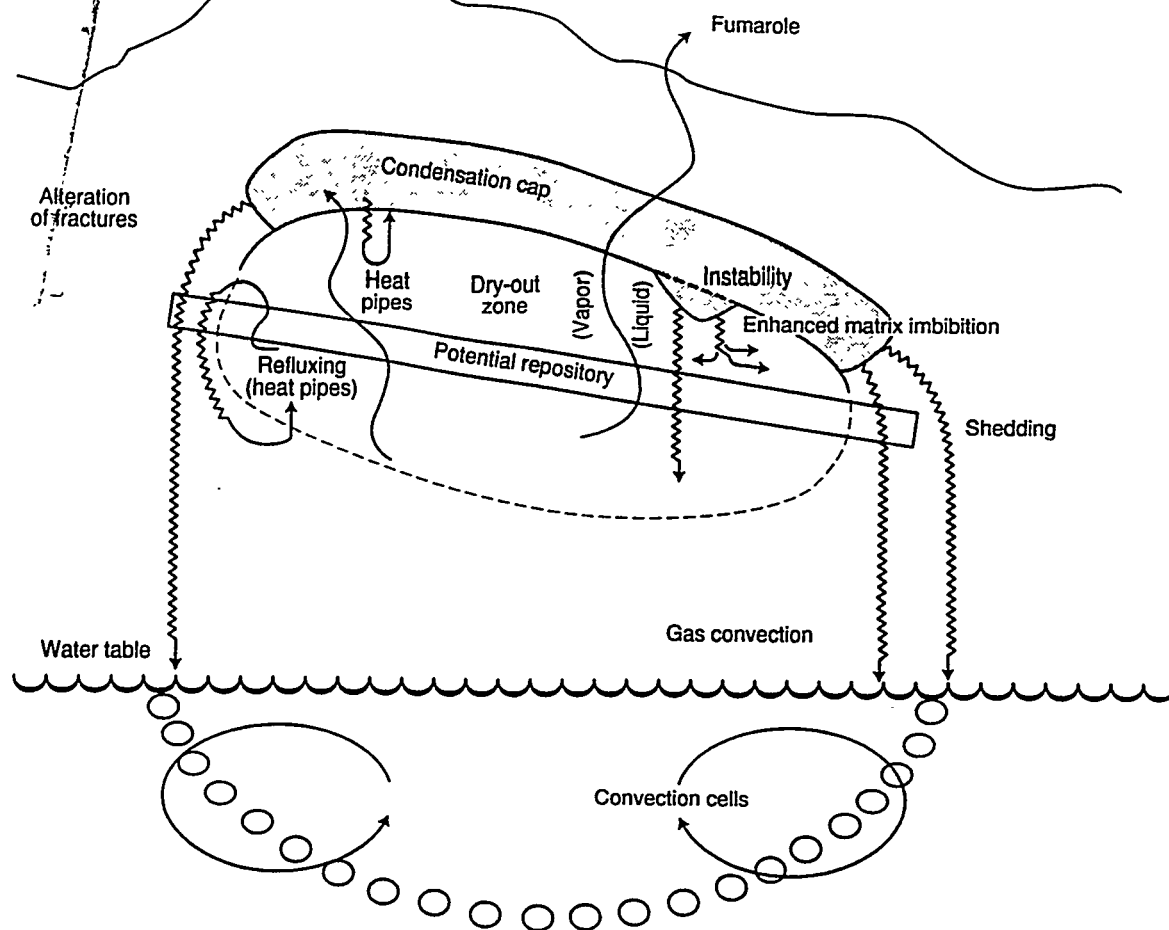 Fumarole
Condensation cap
Alteration
of fractures
Heat
pipes
Dry-out
zone
(Vapor)
(Liquid)
Instability
Enhanced matrix imbibition
Potential repository
Refluxing
(heat pipes)
Shedding
Water table
Gas convection
Convection cells